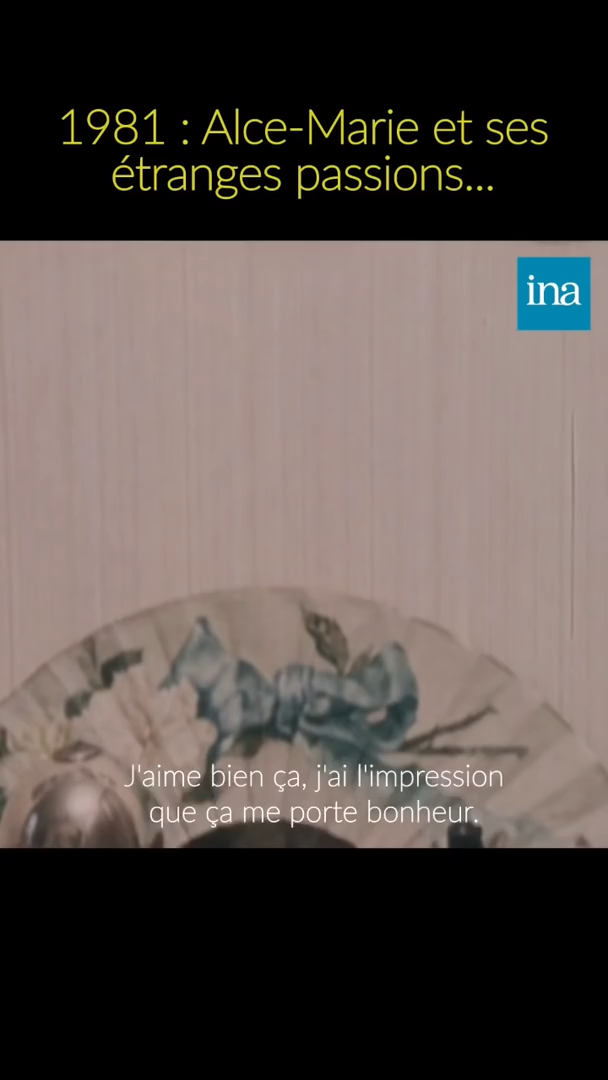 1981 : Alce-Marie et ses
étranges passions...
ina
J'aime bien ça, j'ai l'impression
que ça me porte bonheur.